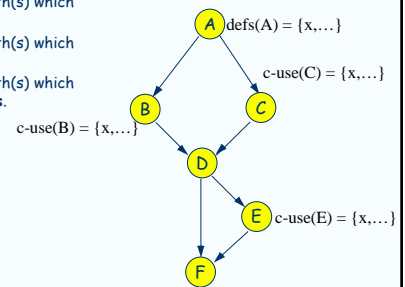 h(s) which
h(s) which
h(s) which
s.
A
defs(A) = {x,…}
c-use(C) = {x,…}
B
C
c-use(B) = {x,…}
D
E
c-use(E) = {x,…}
F